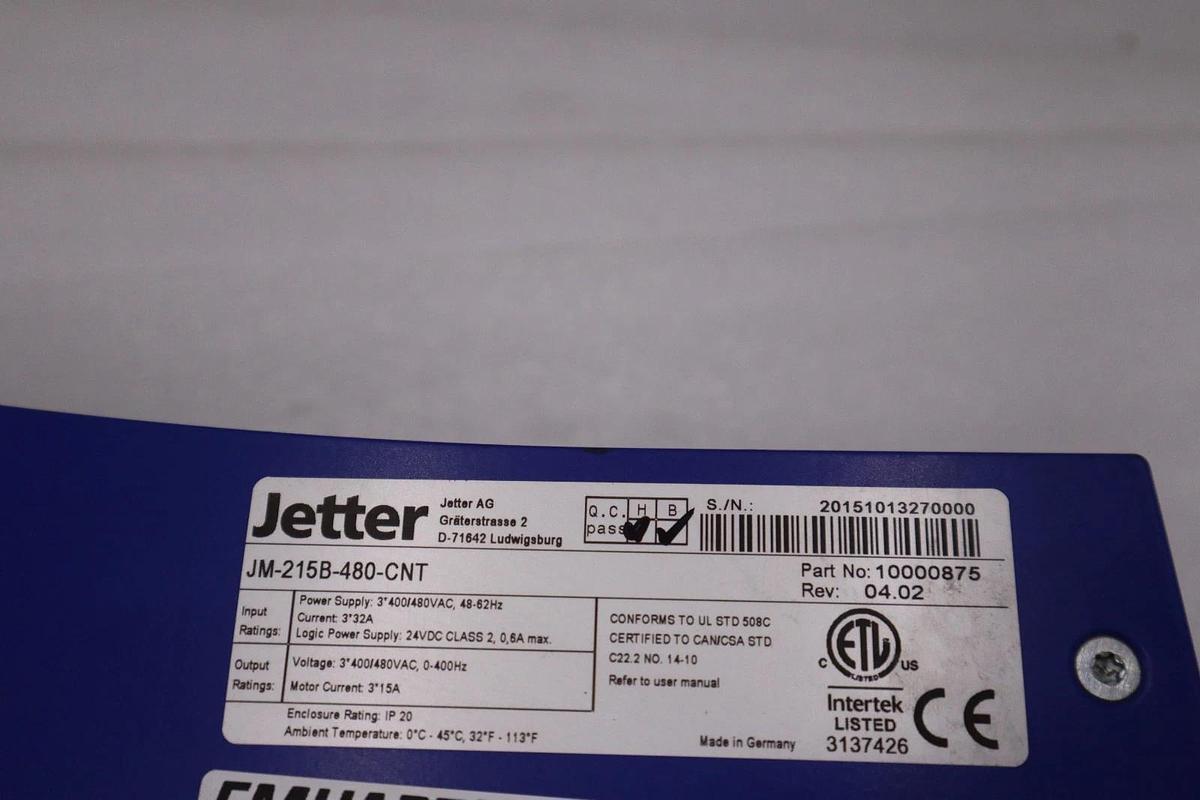 Jetter
Jetter AG
Gräterstrasse 2
D-71642 Ludwigsburg
Q.C. H B
pass
S./N.: 20151013270000
JM-215B-480-CNT
Part No: 10000875
Rev: 04.02
Input Ratings:
Power Supply: 3*400/480VAC, 48-62Hz
Current: 3*32A
Logic Power Supply: 24VDC CLASS 2, 0,6A max.
Output Ratings:
Voltage: 3*400/480VAC, 0-400Hz
Motor Current: 3*15A
Enclosure Rating: IP 20
Ambient Temperature: 0°C - 45°C, 32°F - 113°F
CONFORMS TO UL STD 508C
CERTIFIED TO CAN/CSA STD
C22.2 NO. 14-10
Refer to user manual
Made in Germany
C ETL US
LISTED
Intertek
LISTED
3137426
CE